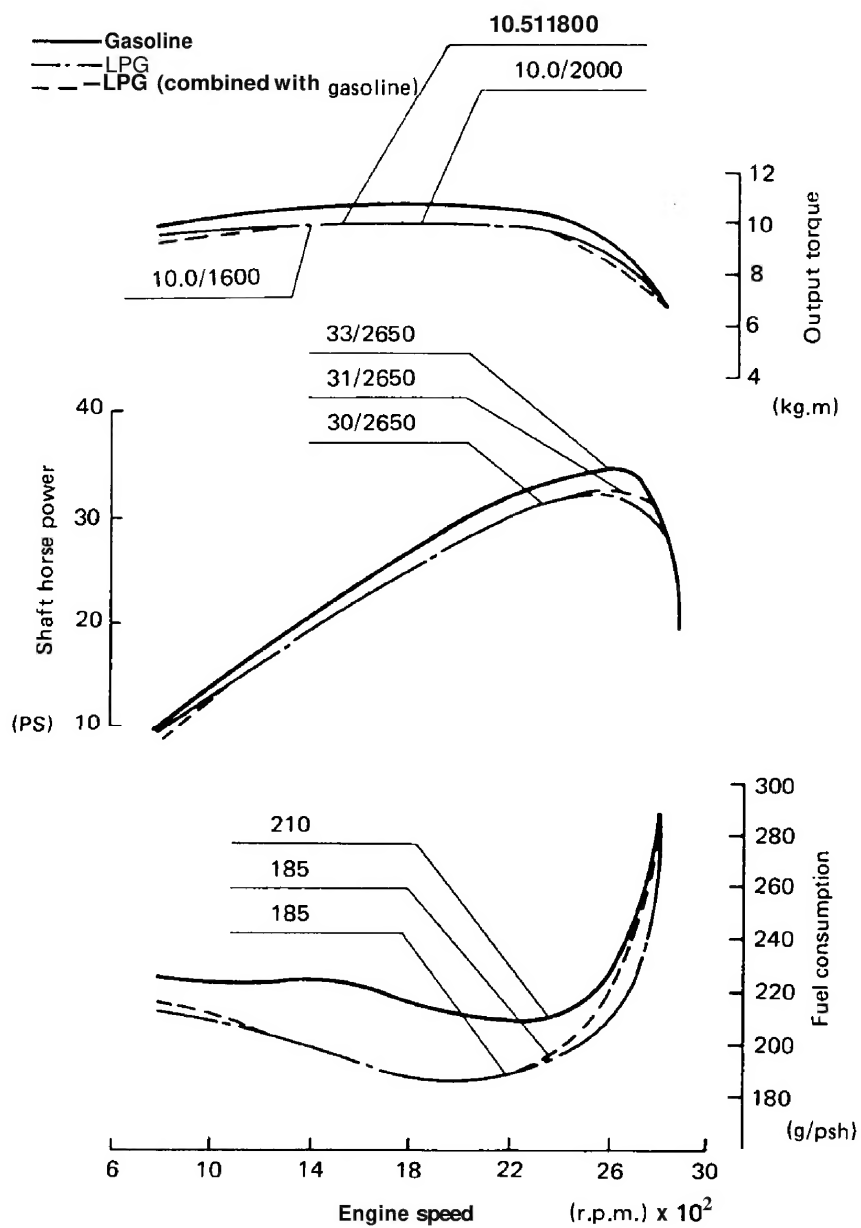 Gasoline
LPG
LPG (combined with gasoline)
10.511800
10.0/2000
10.0/1600
12
10
8
6
4
Output torque
(kg.m)
33/2650
31/2650
30/2650
40
30
20
10
Shaft horse power
(PS)
210
185
185
300
280
260
240
220
200
180
Fuel consumption
(g/psh)
6 10 14 18 22 26 30
Engine speed (r.p.m.) x 10²